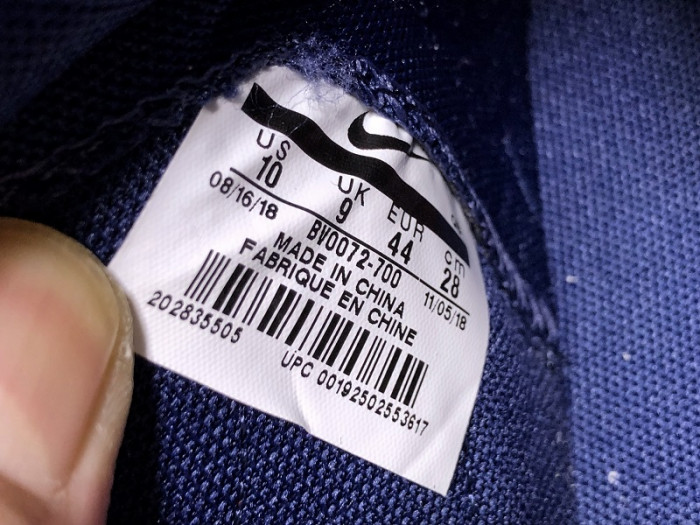 US UK EUR cm
10 9 44 28
08/16/18 BV0072-700 11/05/18
MADE IN CHINA
FABRIQUE EN CHINE
202835505
UPC 00192502553617